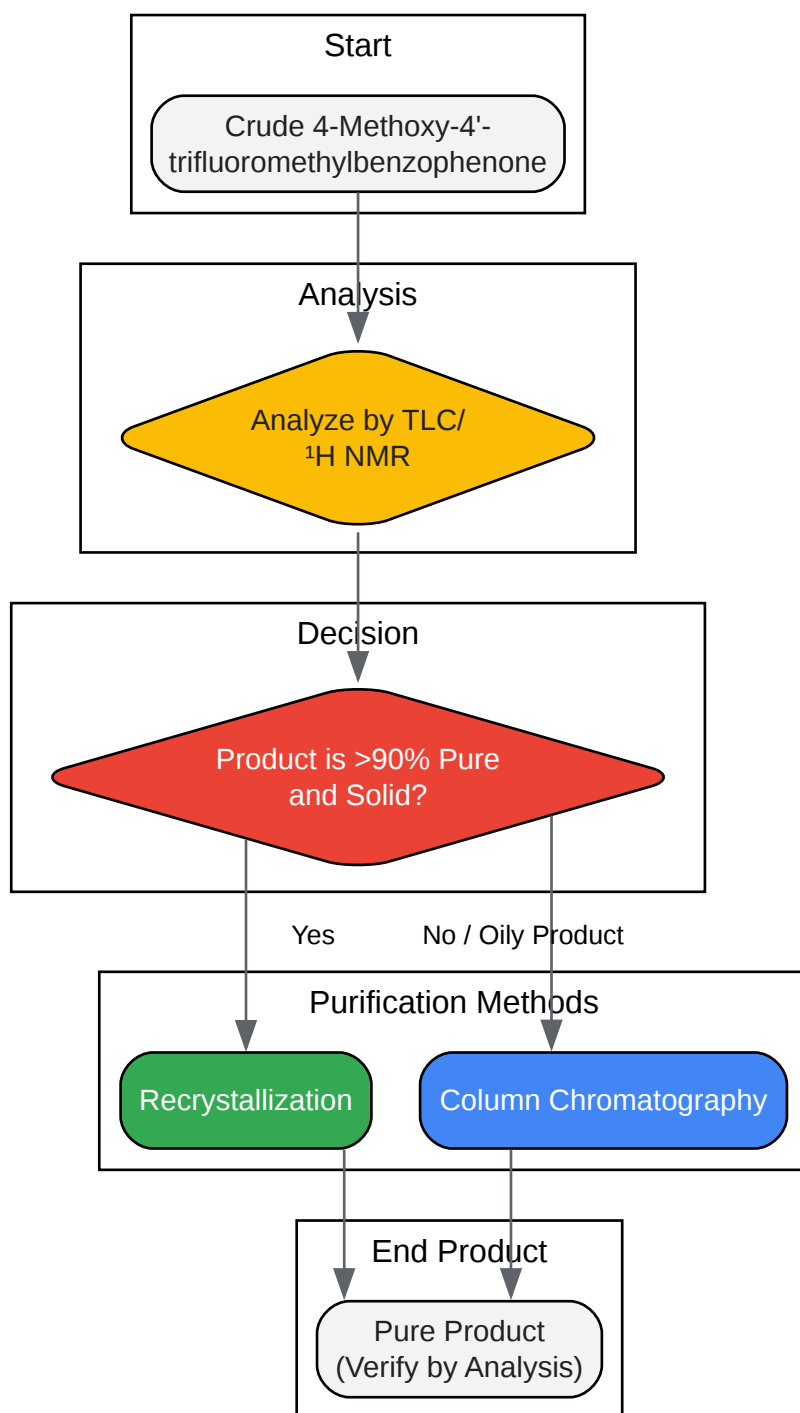 Start
Crude 4-Methoxy-4'-
trifluoromethylbenzophenone
Analysis
Analyze by TLC/
¹H NMR
Decision
Product is >90% Pure
and Solid?
Yes
No / Oily Product
Purification Methods
Recrystallization
Column Chromatography
End Product
Pure Product
(Verify by Analysis)